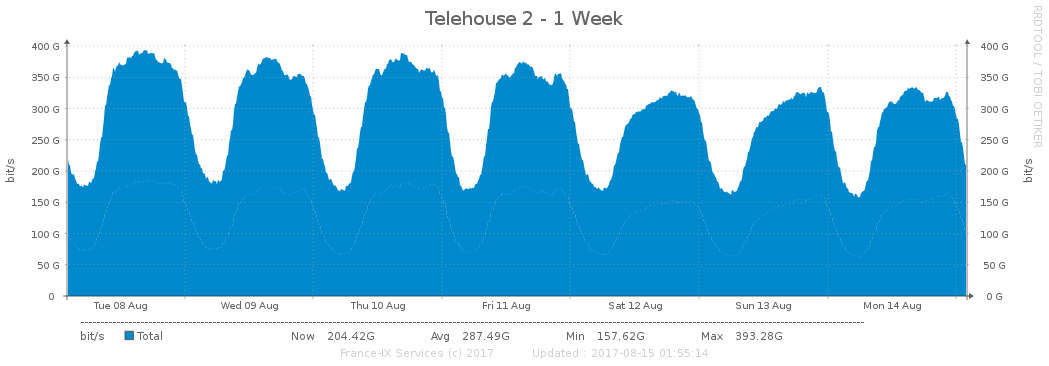 Telehouse 2 - 1 Week
RRDTOOL / TOBI OETIKER
400 G 400 G
350 G 350 G
300 G 300 G
250 G 250 G
200 G 200 G
150 G 150 G
100 G 100 G
50 G 50 G
0 0 G
bit/s bit/s
Tue 08 Aug Wed 09 Aug Thu 10 Aug Fri 11 Aug Sat 12 Aug Sun 13 Aug Mon 14 Aug
bit/s Total Now 204.42G Avg 287.49G Min 157.62G Max 393.28G
France-IX Services (c) 2017 Updated : 2017-08-15 01:55:14